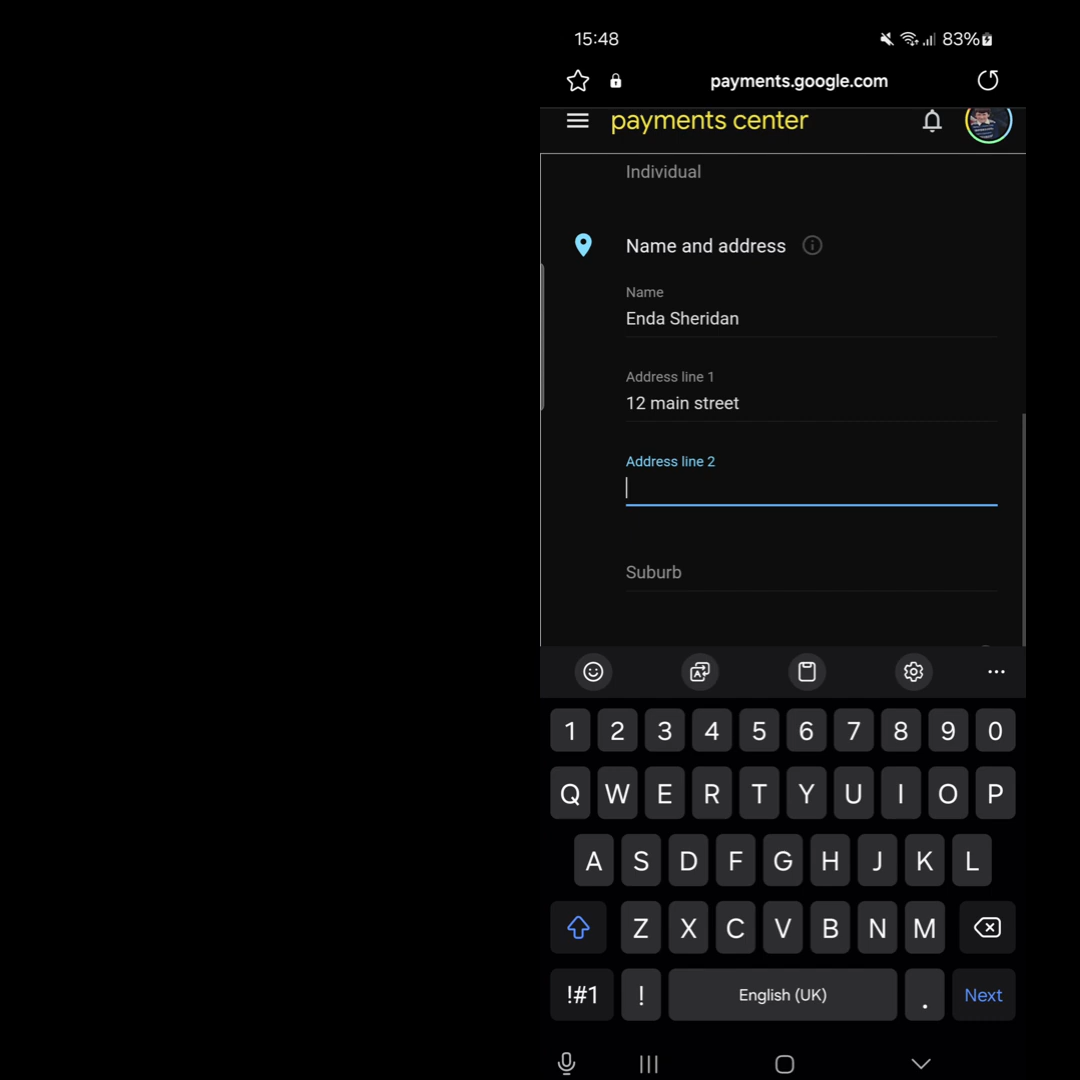 15:48
83%
payments.google.com
payments center
Individual
Name and address
Name
Enda Sheridan
Address line 1
12 main street
Address line 2
Suburb
1 2 3 4 5 6 7 8 9 0
Q W E R T Y U I O P
A S D F G H J K L
Z X C V B N M
!#1 ! English (UK) . Next